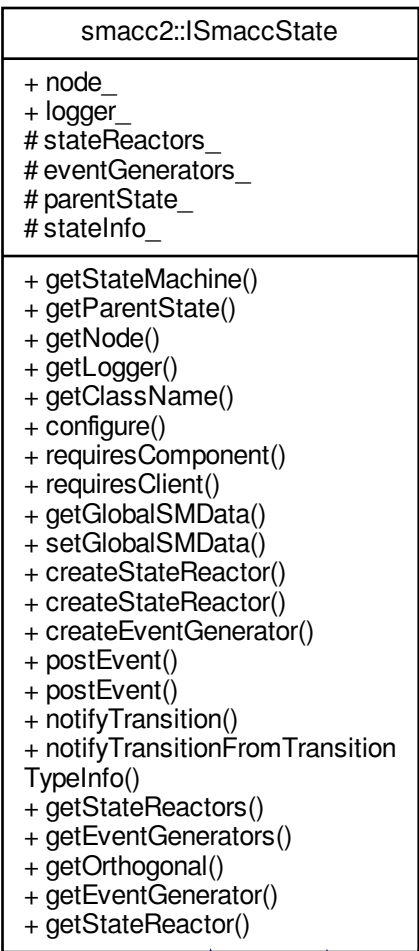 smacc2::ISmaccState
+ node_
+ logger_
# stateReactors_
# eventGenerators_
# parentState_
# stateInfo_
+ getStateMachine()
+ getParentState()
+ getNode()
+ getLogger()
+ getClassName()
+ configure()
+ requiresComponent()
+ requiresClient()
+ getGlobalSMData()
+ setGlobalSMData()
+ createStateReactor()
+ createStateReactor()
+ createEventGenerator()
+ postEvent()
+ postEvent()
+ notifyTransition()
+ notifyTransitionFromTransition
TypeInfo()
+ getStateReactors()
+ getEventGenerators()
+ getOrthogonal()
+ getEventGenerator()
+ getStateReactor()